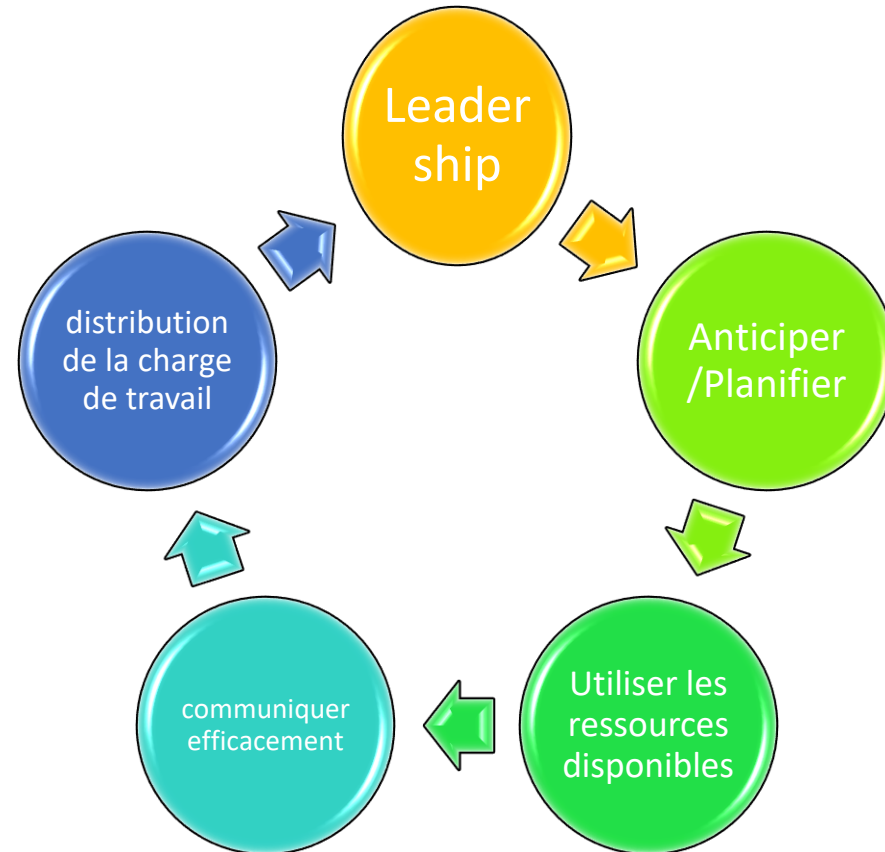 Leader
ship
Anticiper
/Planifier
Utiliser les
ressources
disponibles
communiquer
efficacement
distribution
de la charge
de travail